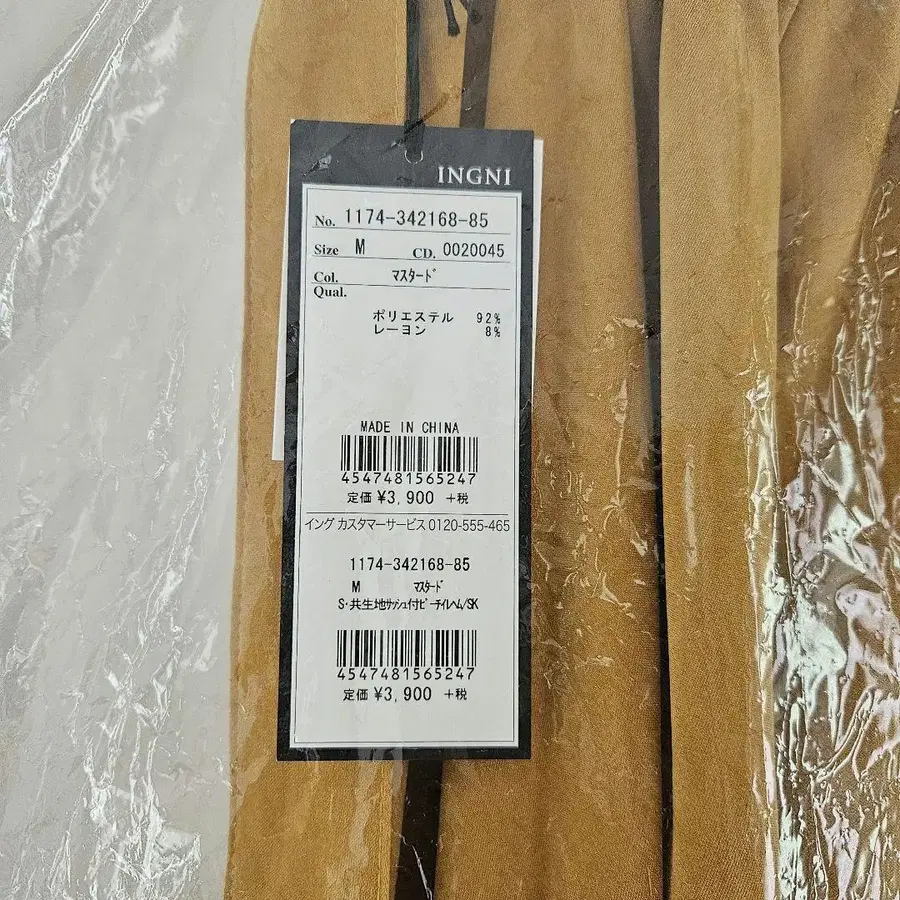 INGNI
No. 1174-342168-85
Size M CD. 0020045
Col. ﾏｽﾀｰﾄﾞ
Qual.
ポリエステル 92%
レーヨン 8%
MADE IN CHINA
4547481565247
定価 ¥3,900 +税
イング カスタマーサービス 0120-555-465
1174-342168-85
M ﾏｽﾀｰﾄﾞ
S･共生地ｻｯｼｭ付ﾋﾟｰﾁｲﾚﾍﾑ/SK
4547481565247
定価 ¥3,900 +税